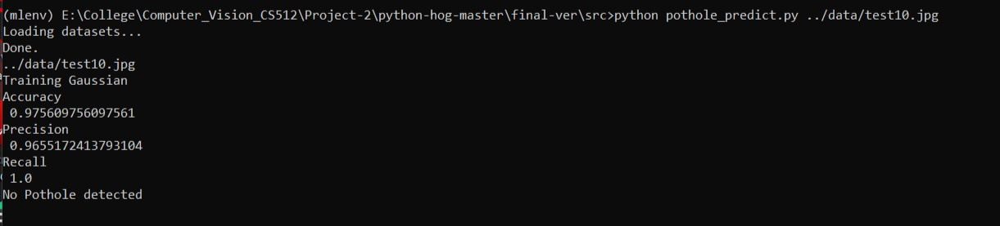 (mlenv) E:\College\Computer_Vision_CS512\Project-2\python-hog-master\final-ver\src>python pothole_predict.py ../data/test10.jpg
Loading datasets...
Done.
../data/test10.jpg
Training Gaussian
Accuracy
 0.975609756097561
Precision
 0.9655172413793104
Recall
 1.0
No Pothole detected